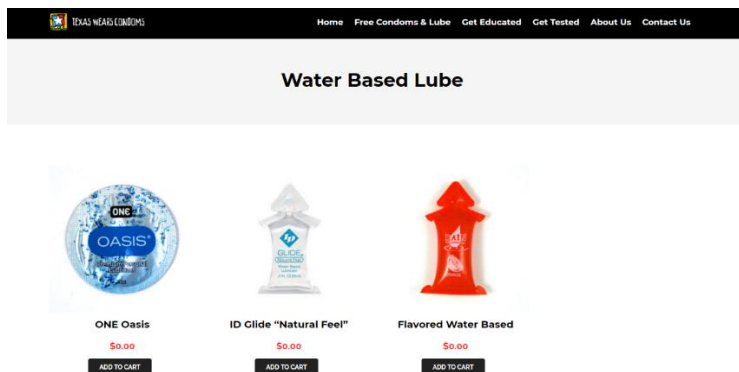 TEXAS WEARS CONDOMS
Home Free Condoms & Lube Get Educated Get Tested About Us Contact Us
Water Based Lube
ONE
OASIS
ID
GLIDE
ONE Oasis ID Glide “Natural Feel” Flavored Water Based
$0.00 $0.00 $0.00
ADD TO CART ADD TO CART ADD TO CART